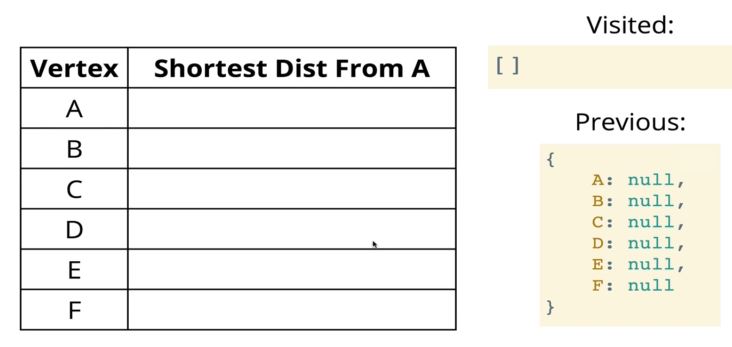 Vertex Shortest Dist From A
A
B
C
D
E
F
Visited:
[ ]
Previous:
{
A: null,
B: null,
C: null,
D: null,
E: null,
F: null
}